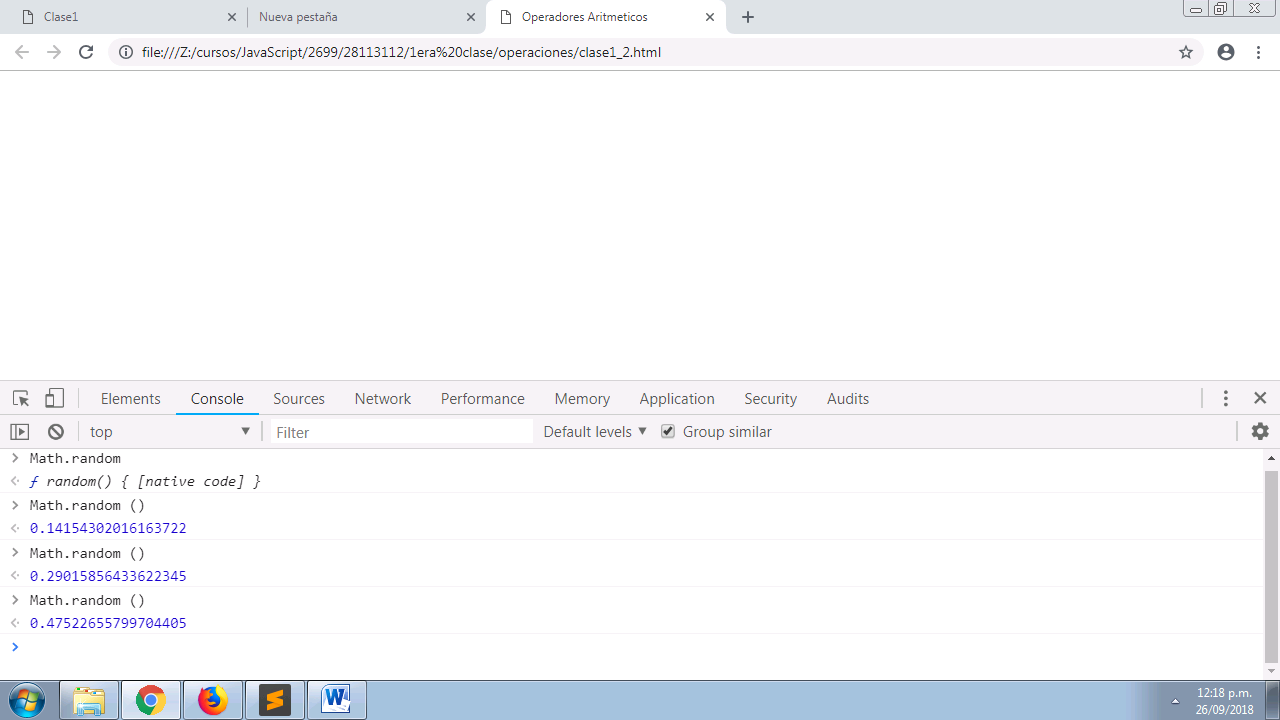 Clase1
Nueva pestaña
Operadores Aritmeticos
file:///Z:/cursos/JavaScript/2699/28113112/1era%20clase/operaciones/clase1_2.html
Elements Console Sources Network Performance Memory Application Security Audits
top Filter Default levels Group similar
> Math.random
ƒ random() { [native code] }
> Math.random ()
0.14154302016163722
> Math.random ()
0.29015856433622345
> Math.random ()
0.47522655799704405
>
12:18 p.m.
26/09/2018